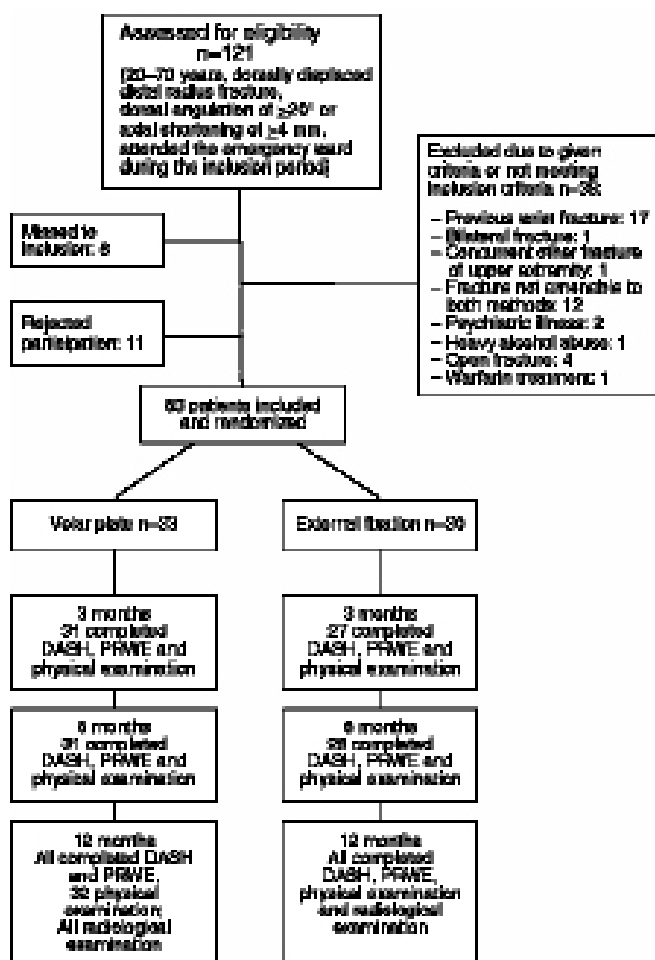 Assessed for eligibility
n=121
(20–70 years, dorsally displaced
distal radius fracture,
dorsal angulation of ≥20° or
axial shortening of ≥4 mm,
attended the emergency ward
during the inclusion period)
Excluded due to given
criteria or not meeting
inclusion criteria n=39:
– Previous wrist fracture: 17
– Bilateral fracture: 1
– Concurrent other fracture
of upper extremity: 1
– Fracture not amenable to
both methods: 12
– Psychiatric illness: 2
– Heavy alcohol abuse: 1
– Open fracture: 4
– Warfarin treatment: 1
Missed to
inclusion: 8
Rejected
participation: 11
63 patients included
and randomized
Volar plate n=33
External fixation n=30
3 months
31 completed
DASH, PRWE and
physical examination
3 months
27 completed
DASH, PRWE and
physical examination
6 months
31 completed
DASH, PRWE and
physical examination
6 months
completed
DASH, PRWE and
physical examination
12 months
All completed DASH
and PRWE,
32 physical
examination;
All radiological
examination
12 months
All completed
DASH, PRWE,
physical examination
and radiological
examination